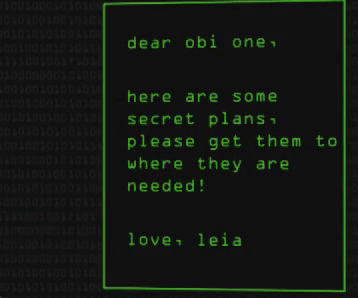 dear obi one,
here are some
secret plans,
please get them to
where they are
needed!
love, leia